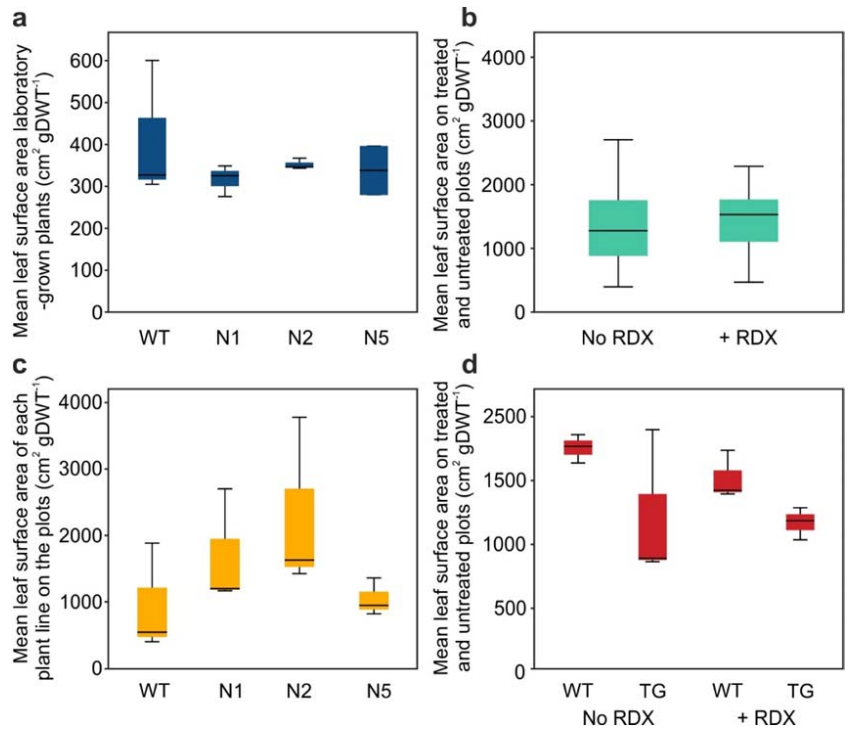 a
Mean leaf surface area laboratory
-grown plants (cm² gDWT⁻¹)
600
500
400
300
200
100
0
WT N1 N2 N5
b
Mean leaf surface area on treated
and untreated plots (cm² gDWT⁻¹)
4000
3000
2000
1000
0
No RDX + RDX
c
Mean leaf surface area of each
plant line on the plots (cm² gDWT⁻¹)
4000
3000
2000
1000
0
WT N1 N2 N5
d
Mean leaf surface area on treated
and untreated plots (cm² gDWT⁻¹)
2500
1500
1000
500
0
WT TG WT TG
No RDX + RDX